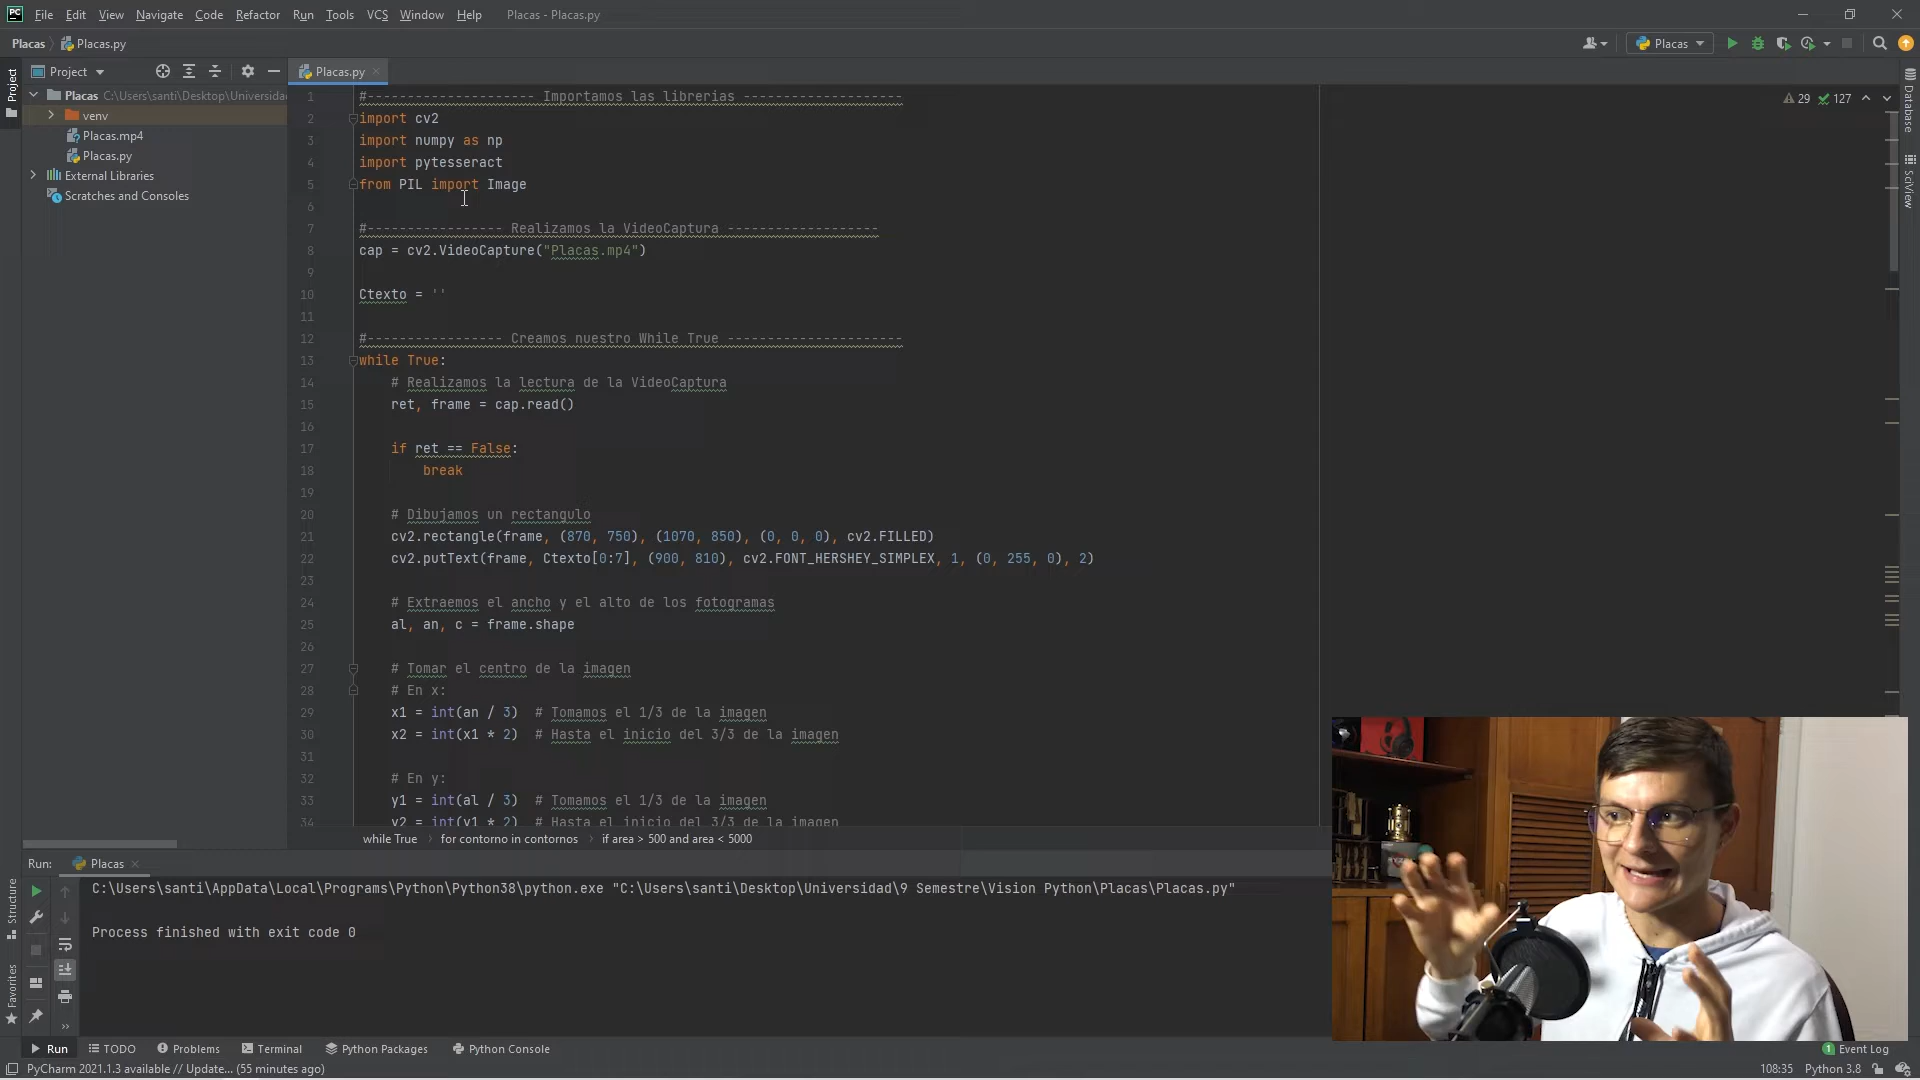 PC File Edit View Navigate Code Refactor Run Tools VCS Window Help Placas - Placas.py
Placas Placas.py Placas
Project Placas.py
Placas C:\Users\santi\Desktop\Universida
venv
Placas.mp4
Placas.py
External Libraries
Scratches and Consoles
Project
29 127
Database
SciView
1 #--------------------- Importamos las librerias --------------------
2 import cv2
3 import numpy as np
4 import pytesseract
5 from PIL import Image
6
7 #----------------- Realizamos la VideoCaptura -------------------
8 cap = cv2.VideoCapture("Placas.mp4")
9
10 Ctexto = ''
11
12 #----------------- Creamos nuestro While True ----------------------
13 while True:
14 # Realizamos la lectura de la VideoCaptura
15 ret, frame = cap.read()
16
17 if ret == False:
18 break
19
20 # Dibujamos un rectangulo
21 cv2.rectangle(frame, (870, 750), (1070, 850), (0, 0, 0), cv2.FILLED)
22 cv2.putText(frame, Ctexto[0:7], (900, 810), cv2.FONT_HERSHEY_SIMPLEX, 1, (0, 255, 0), 2)
23
24 # Extraemos el ancho y el alto de los fotogramas
25 al, an, c = frame.shape
26
27 # Tomar el centro de la imagen
28 # En x:
29 x1 = int(an / 3) # Tomamos el 1/3 de la imagen
30 x2 = int(x1 * 2) # Hasta el inicio del 3/3 de la imagen
31
32 # En y:
33 y1 = int(al / 3) # Tomamos el 1/3 de la imagen
34 y2 = int(y1 * 2) # Hasta el inicio del 3/3 de la imagen
while True for contorno in contornos if area > 500 and area < 5000
Run: Placas
C:\Users\santi\AppData\Local\Programs\Python\Python38\python.exe "C:\Users\santi\Desktop\Universidad\9 Semestre\Vision Python\Placas\Placas.py"
Process finished with exit code 0
Structure
Favorites
Run TODO Problems Terminal Python Packages Python Console 1 Event Log
PyCharm 2021.1.3 available // Update... (55 minutes ago) 108:35 Python 3.8